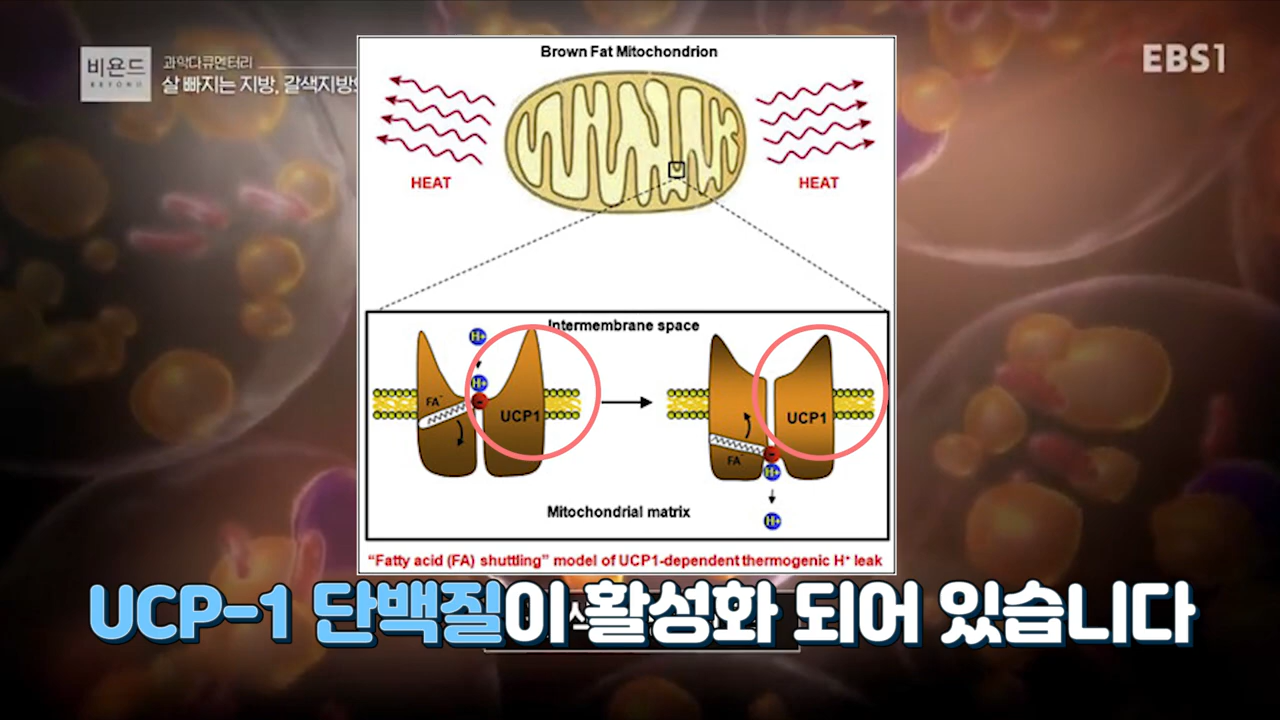 비욘드
BEYOND
과학다큐멘터리
살 빠지는 지방, 갈색지방의
EBS1
Brown Fat Mitochondrion
HEAT
HEAT
Intermembrane space
H+
H+
FA-
-
UCP1
UCP1
FA-
-
H+
H+
Mitochondrial matrix
“Fatty acid (FA) shuttling” model of UCP1-dependent thermogenic H+ leak
UCP-1 단백질이 활성화 되어 있습니다